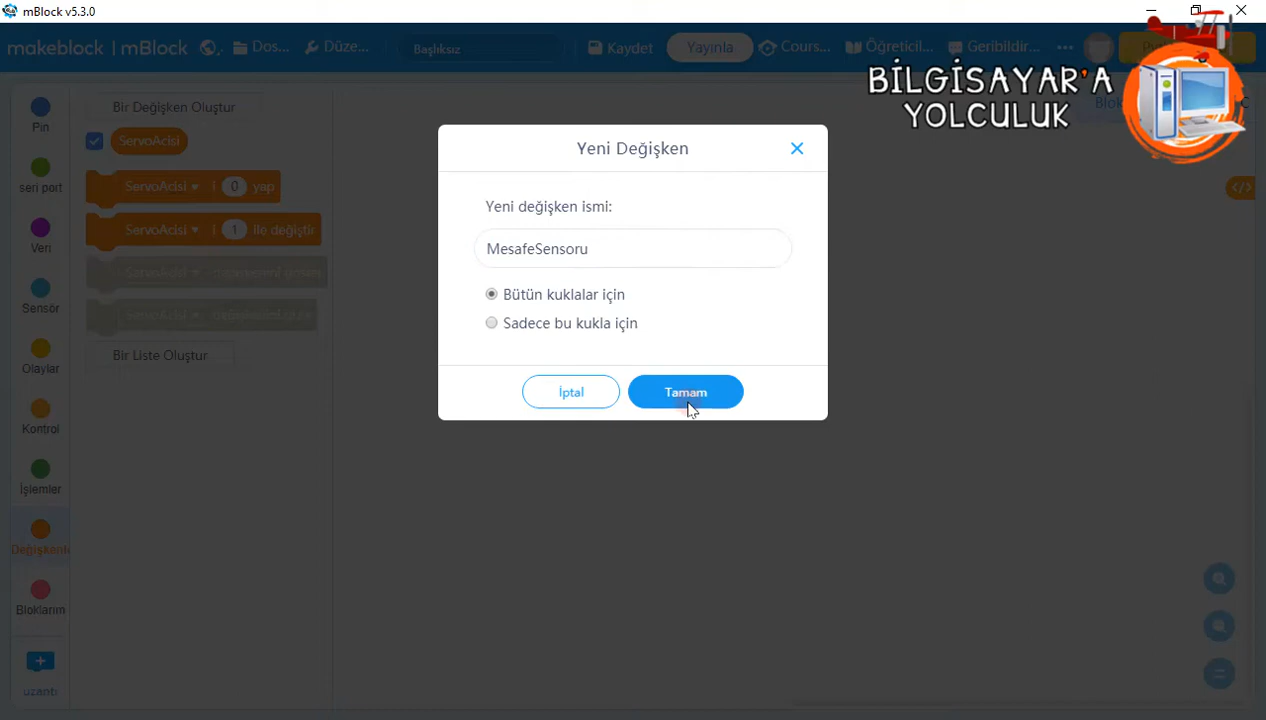 mBlock v5.3.0
makeblock | mBlock
Dos...
Düze...
Başlıksız
Kaydet
Yayınla
Cours...
Öğreticil...
Geribildir...
BİLGİSAYAR'A
YOLCULUK
Pin
seri port
Veri
Sensör
Olaylar
Kontrol
İşlemler
Değişkenl
Bloklarım
uzantı
Bir Değişken Oluştur
ServoAcisi
ServoAcisi i 0 yap
ServoAcisi i 1 ile değiştir
ServoAcisi
ServoAcisi
Bir Liste Oluştur
Yeni Değişken
Yeni değişken ismi:
MesafeSensoru
Bütün kuklalar için
Sadece bu kukla için
İptal
Tamam